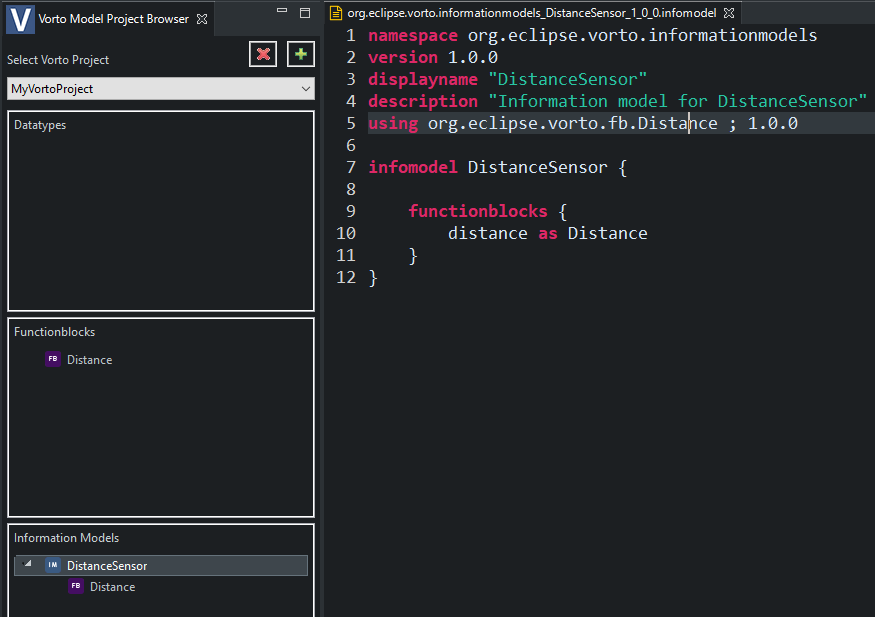 V Vorto Model Project Browser
Select Vorto Project
MyVortoProject
Datatypes
Functionblocks
FB Distance
Information Models
IM DistanceSensor
FB Distance
org.eclipse.vorto.informationmodels_DistanceSensor_1_0_0.infomodel
1 namespace org.eclipse.vorto.informationmodels
2 version 1.0.0
3 displayname "DistanceSensor"
4 description "Information model for DistanceSensor"
5 using org.eclipse.vorto.fb.Distance ; 1.0.0
6
7 infomodel DistanceSensor {
8
9 functionblocks {
10 distance as Distance
11 }
12 }